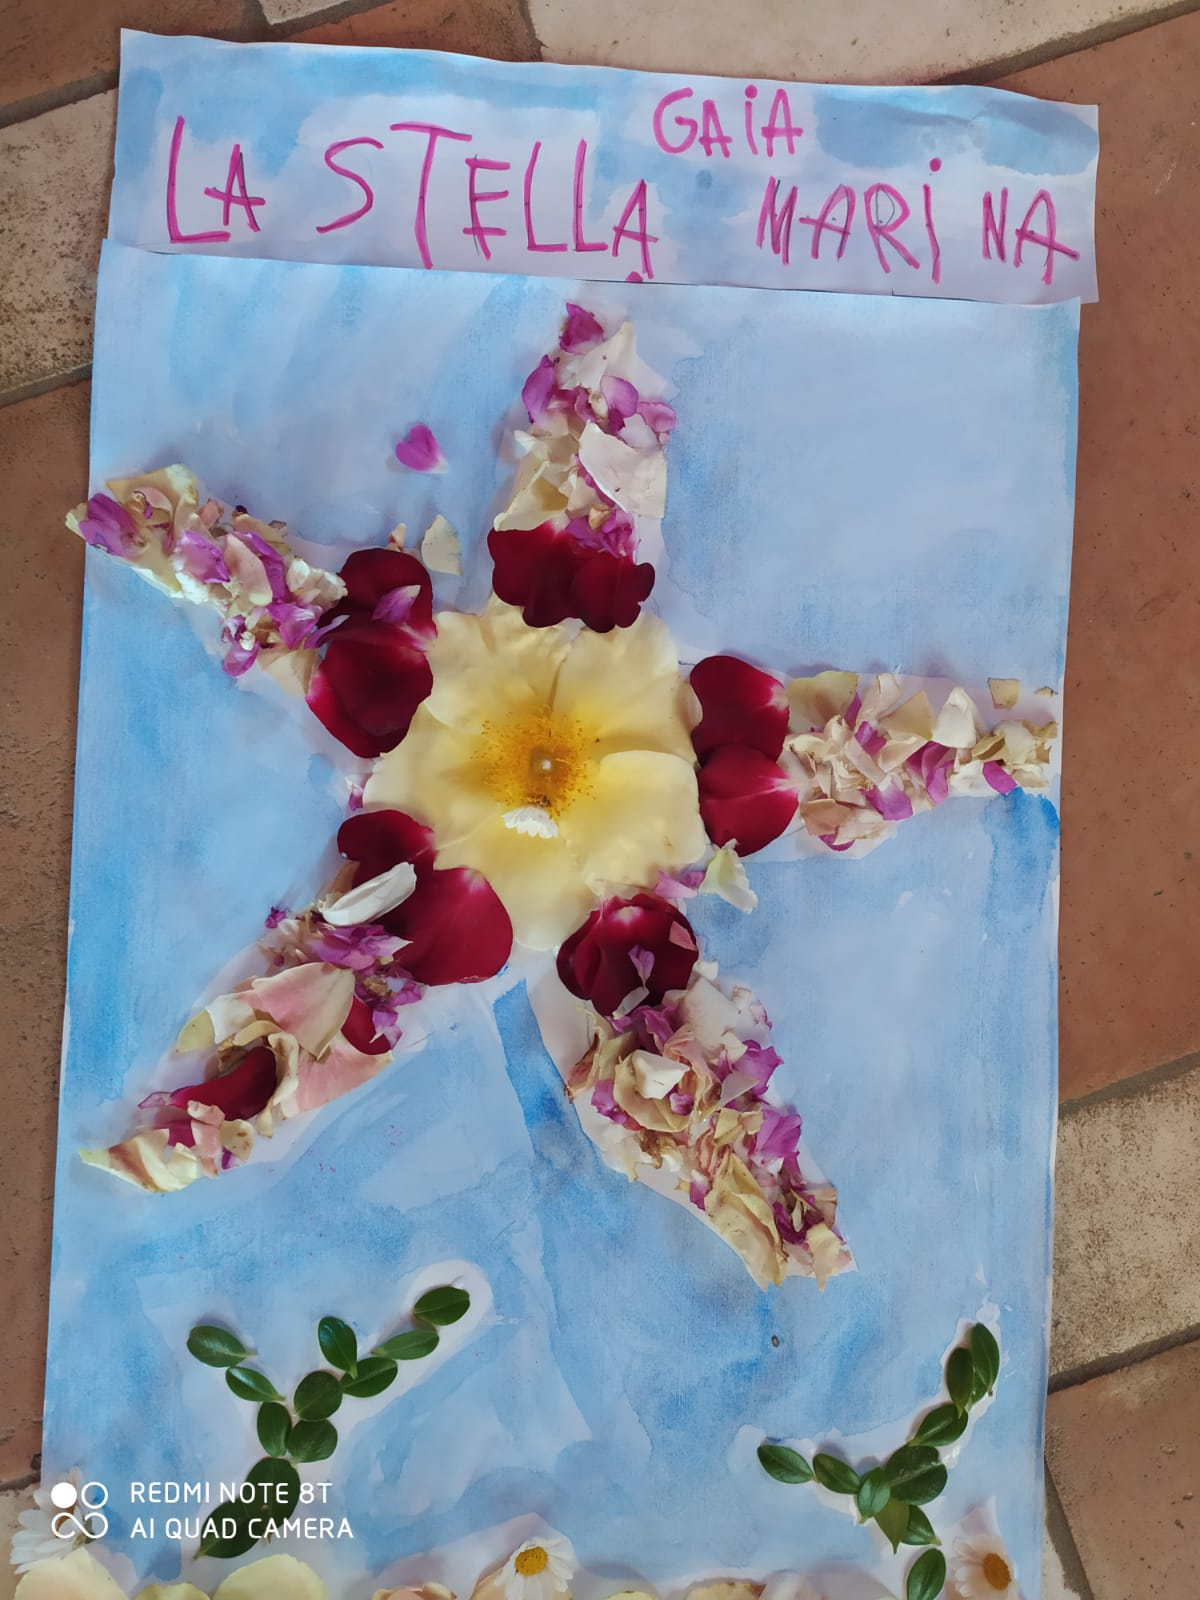 GAiA
LA STELLA MARiNA
REDMI NOTE 8T
AI QUAD CAMERA